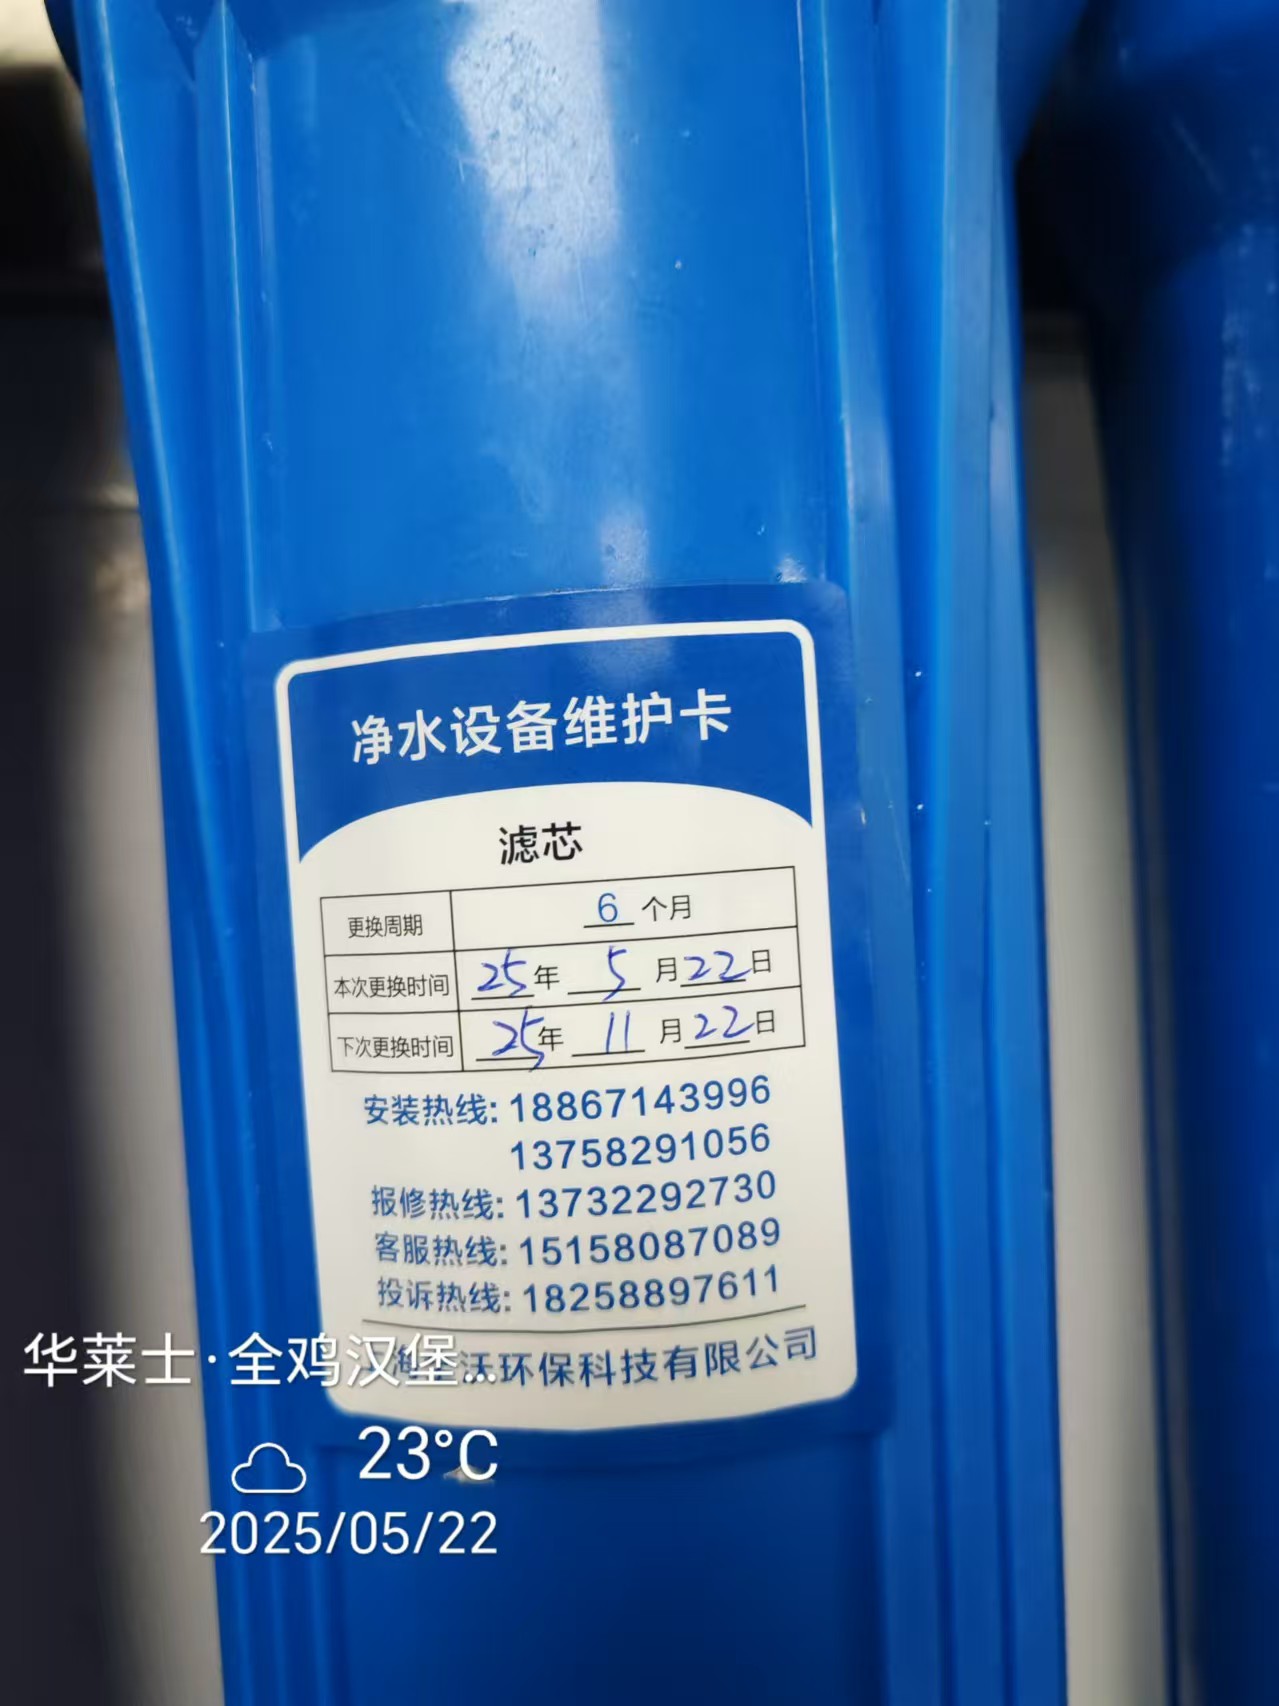 净水设备维护卡
滤芯
更换周期 6 个月
本次更换时间 25年 5 月22日
下次更换时间 25年 11 月22日
安装热线: 18867143996
13758291056
报修热线: 13732292730
客服热线: 15158087089
投诉热线: 18258897611
沃环保科技有限公司
华莱士·全鸡汉堡...
23°C
2025/05/22